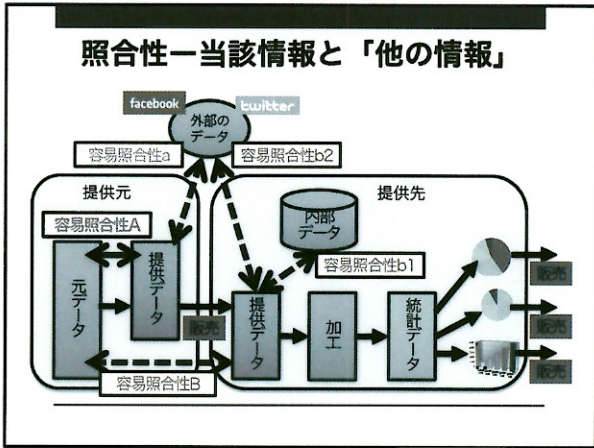 照合性ー当該情報と「他の情報」
facebook
twitter
外部の
データ
容易照合性a
容易照合性b2
提供元
提供先
容易照合性A
内部
データ
容易照合性b1
元データ
提供データ
販売
提供データ
加工
統計データ
販売
販売
販売
容易照合性B